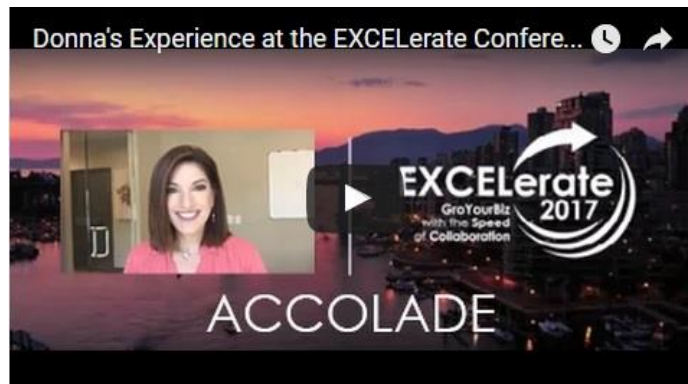 Donna's Experience at the EXCELerate Confere...
EXCELerate
2017
GroYourBiz
with the Speed
of Collaboration
ACCOLADE